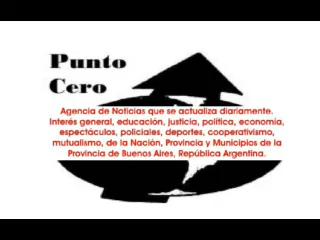 Punto
Cero
Agencia de Noticias que se actualiza diariamente.
Interés general, educación, justicia, política, economía,
espectáculos, policiales, deportes, cooperativismo,
mutualismo, de la Nación, Provincia y Municipios de la
Provincia de Buenos Aires, República Argentina.